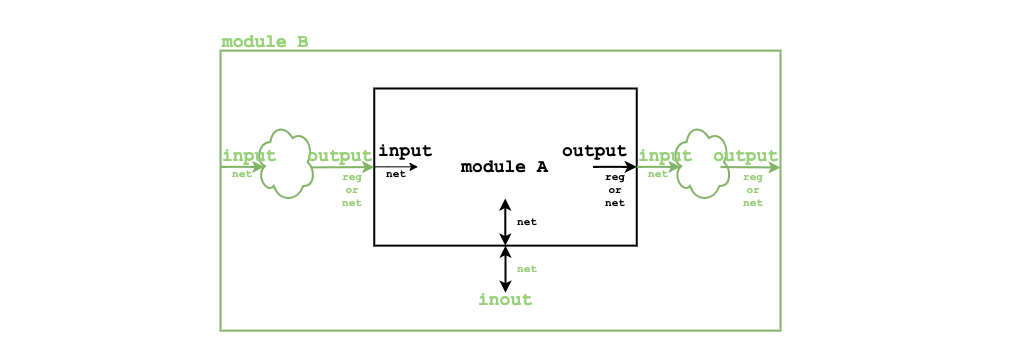 module B
input
net
output
reg
or
net
input
net
module A
output
reg
or
net
input
net
output
reg
or
net
net
net
inout